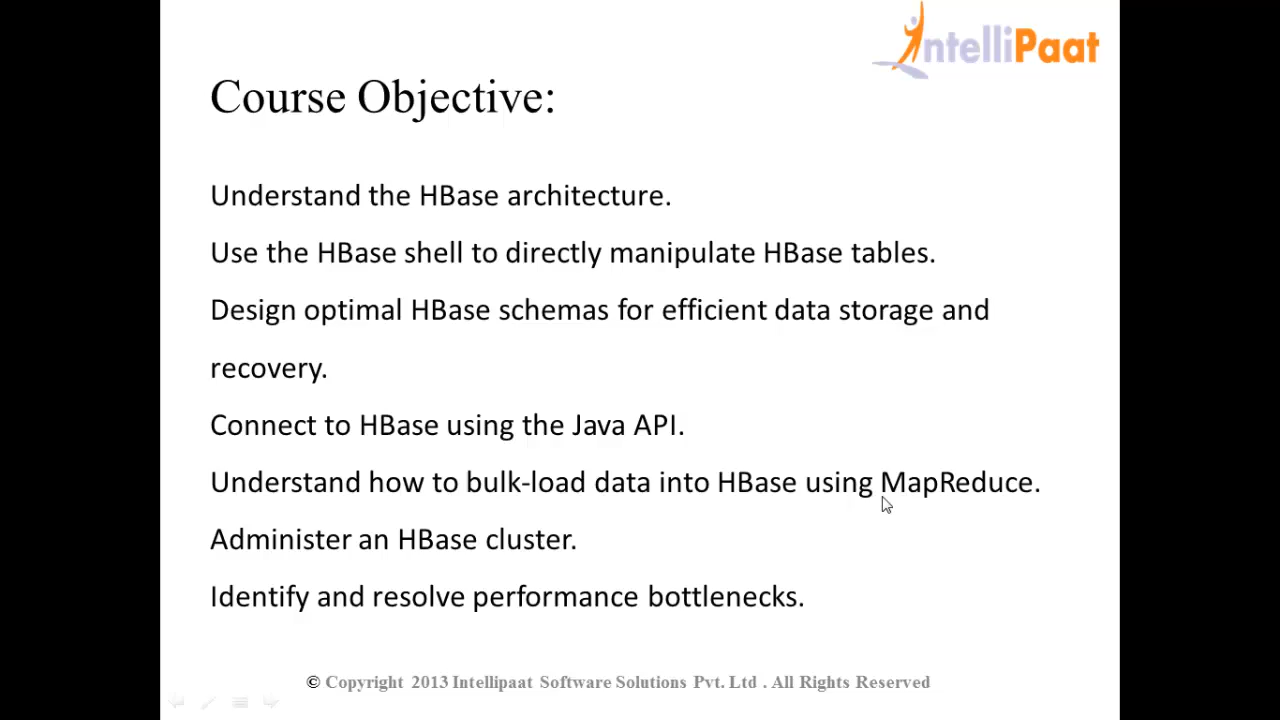 IntelliPaat
Course Objective:
Understand the HBase architecture.
Use the HBase shell to directly manipulate HBase tables.
Design optimal HBase schemas for efficient data storage and
recovery.
Connect to HBase using the Java API.
Understand how to bulk-load data into HBase using MapReduce.
Administer an HBase cluster.
Identify and resolve performance bottlenecks.
© Copyright 2013 Intellipaat Software Solutions Pvt. Ltd . All Rights Reserved